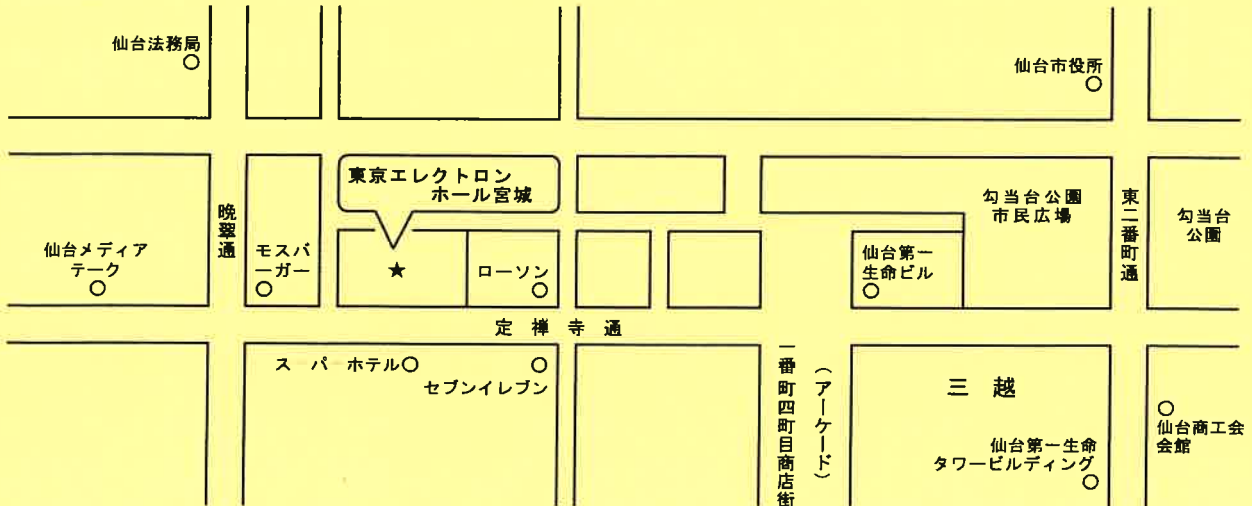 仙台法務局
仙台市役所
東京エレクトロン
ホール宮城
勾当台公園
市民広場
東二番町通
勾当台
公園
晩翠通
仙台メディア
テーク
モスバ
ーガー
★
ローソン
仙台第一
生命ビル
定禅寺通
スーパーホテル
セブンイレブン
一番町四町目商店街
（アーケード）
三越
仙台商工会
会館
仙台第一生命
タワービルディング